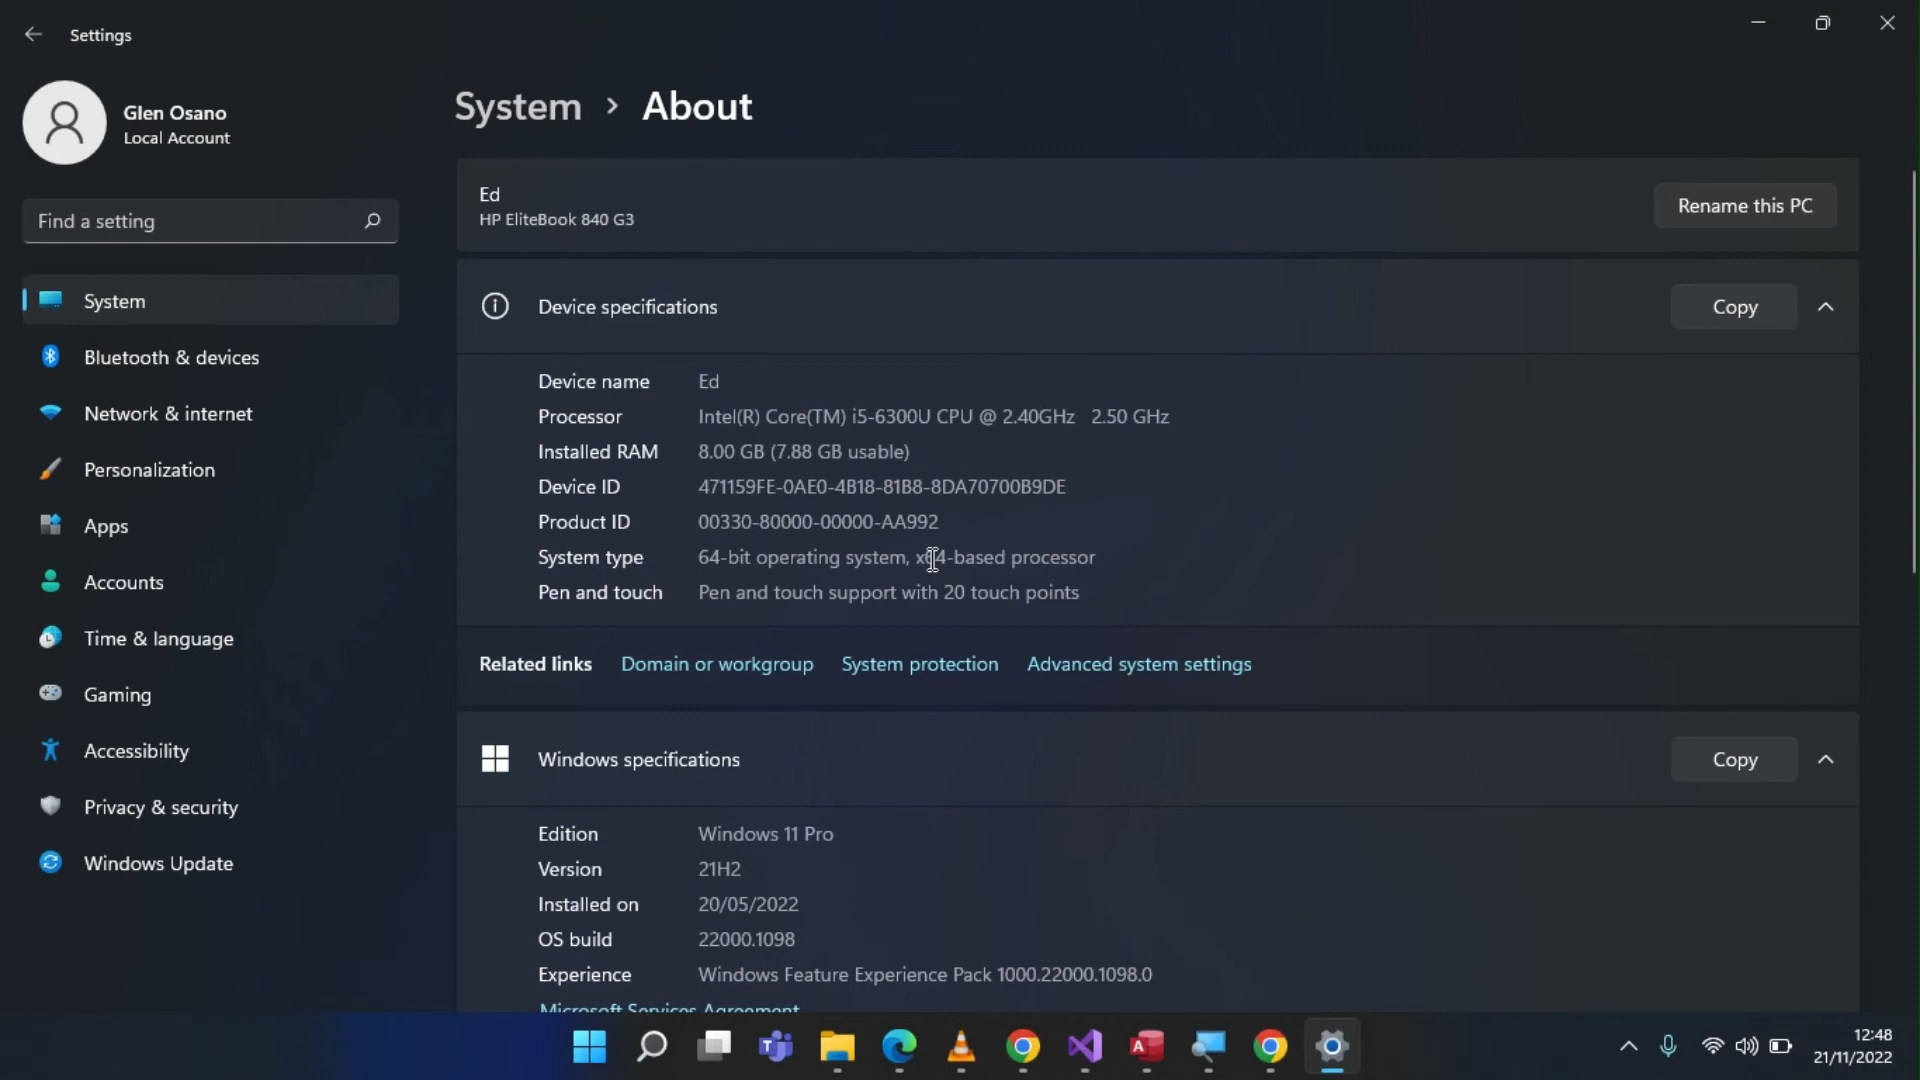 Settings
Glen Osano
Local Account
Find a setting
System
Bluetooth & devices
Network & internet
Personalization
Apps
Accounts
Time & language
Gaming
Accessibility
Privacy & security
Windows Update
System > About
Ed
HP EliteBook 840 G3
Rename this PC
Device specifications
Copy
Device name Ed
Processor Intel(R) Core(TM) i5-6300U CPU @ 2.40GHz 2.50 GHz
Installed RAM 8.00 GB (7.88 GB usable)
Device ID 471159FE-0AE0-4B18-81B8-8DA70700B9DE
Product ID 00330-80000-00000-AA992
System type 64-bit operating system, x64-based processor
Pen and touch Pen and touch support with 20 touch points
Related links Domain or workgroup System protection Advanced system settings
Windows specifications
Copy
Edition Windows 11 Pro
Version 21H2
Installed on 20/05/2022
OS build 22000.1098
Experience Windows Feature Experience Pack 1000.22000.1098.0
Microsoft Services Agreement
12:48
21/11/2022